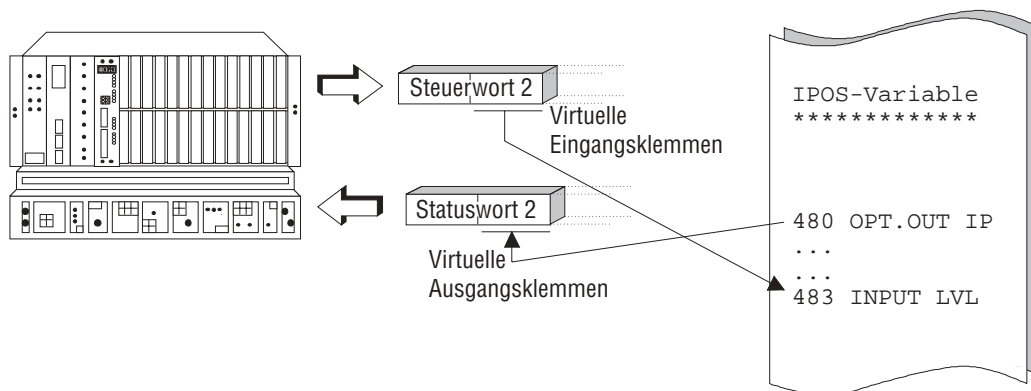 Steuerwort 2
Virtuelle
Eingangsklemmen
Statuswort 2
Virtuelle
Ausgangsklemmen
IPOS-Variable
*************
480 OPT.OUT IP
...
...
483 INPUT LVL